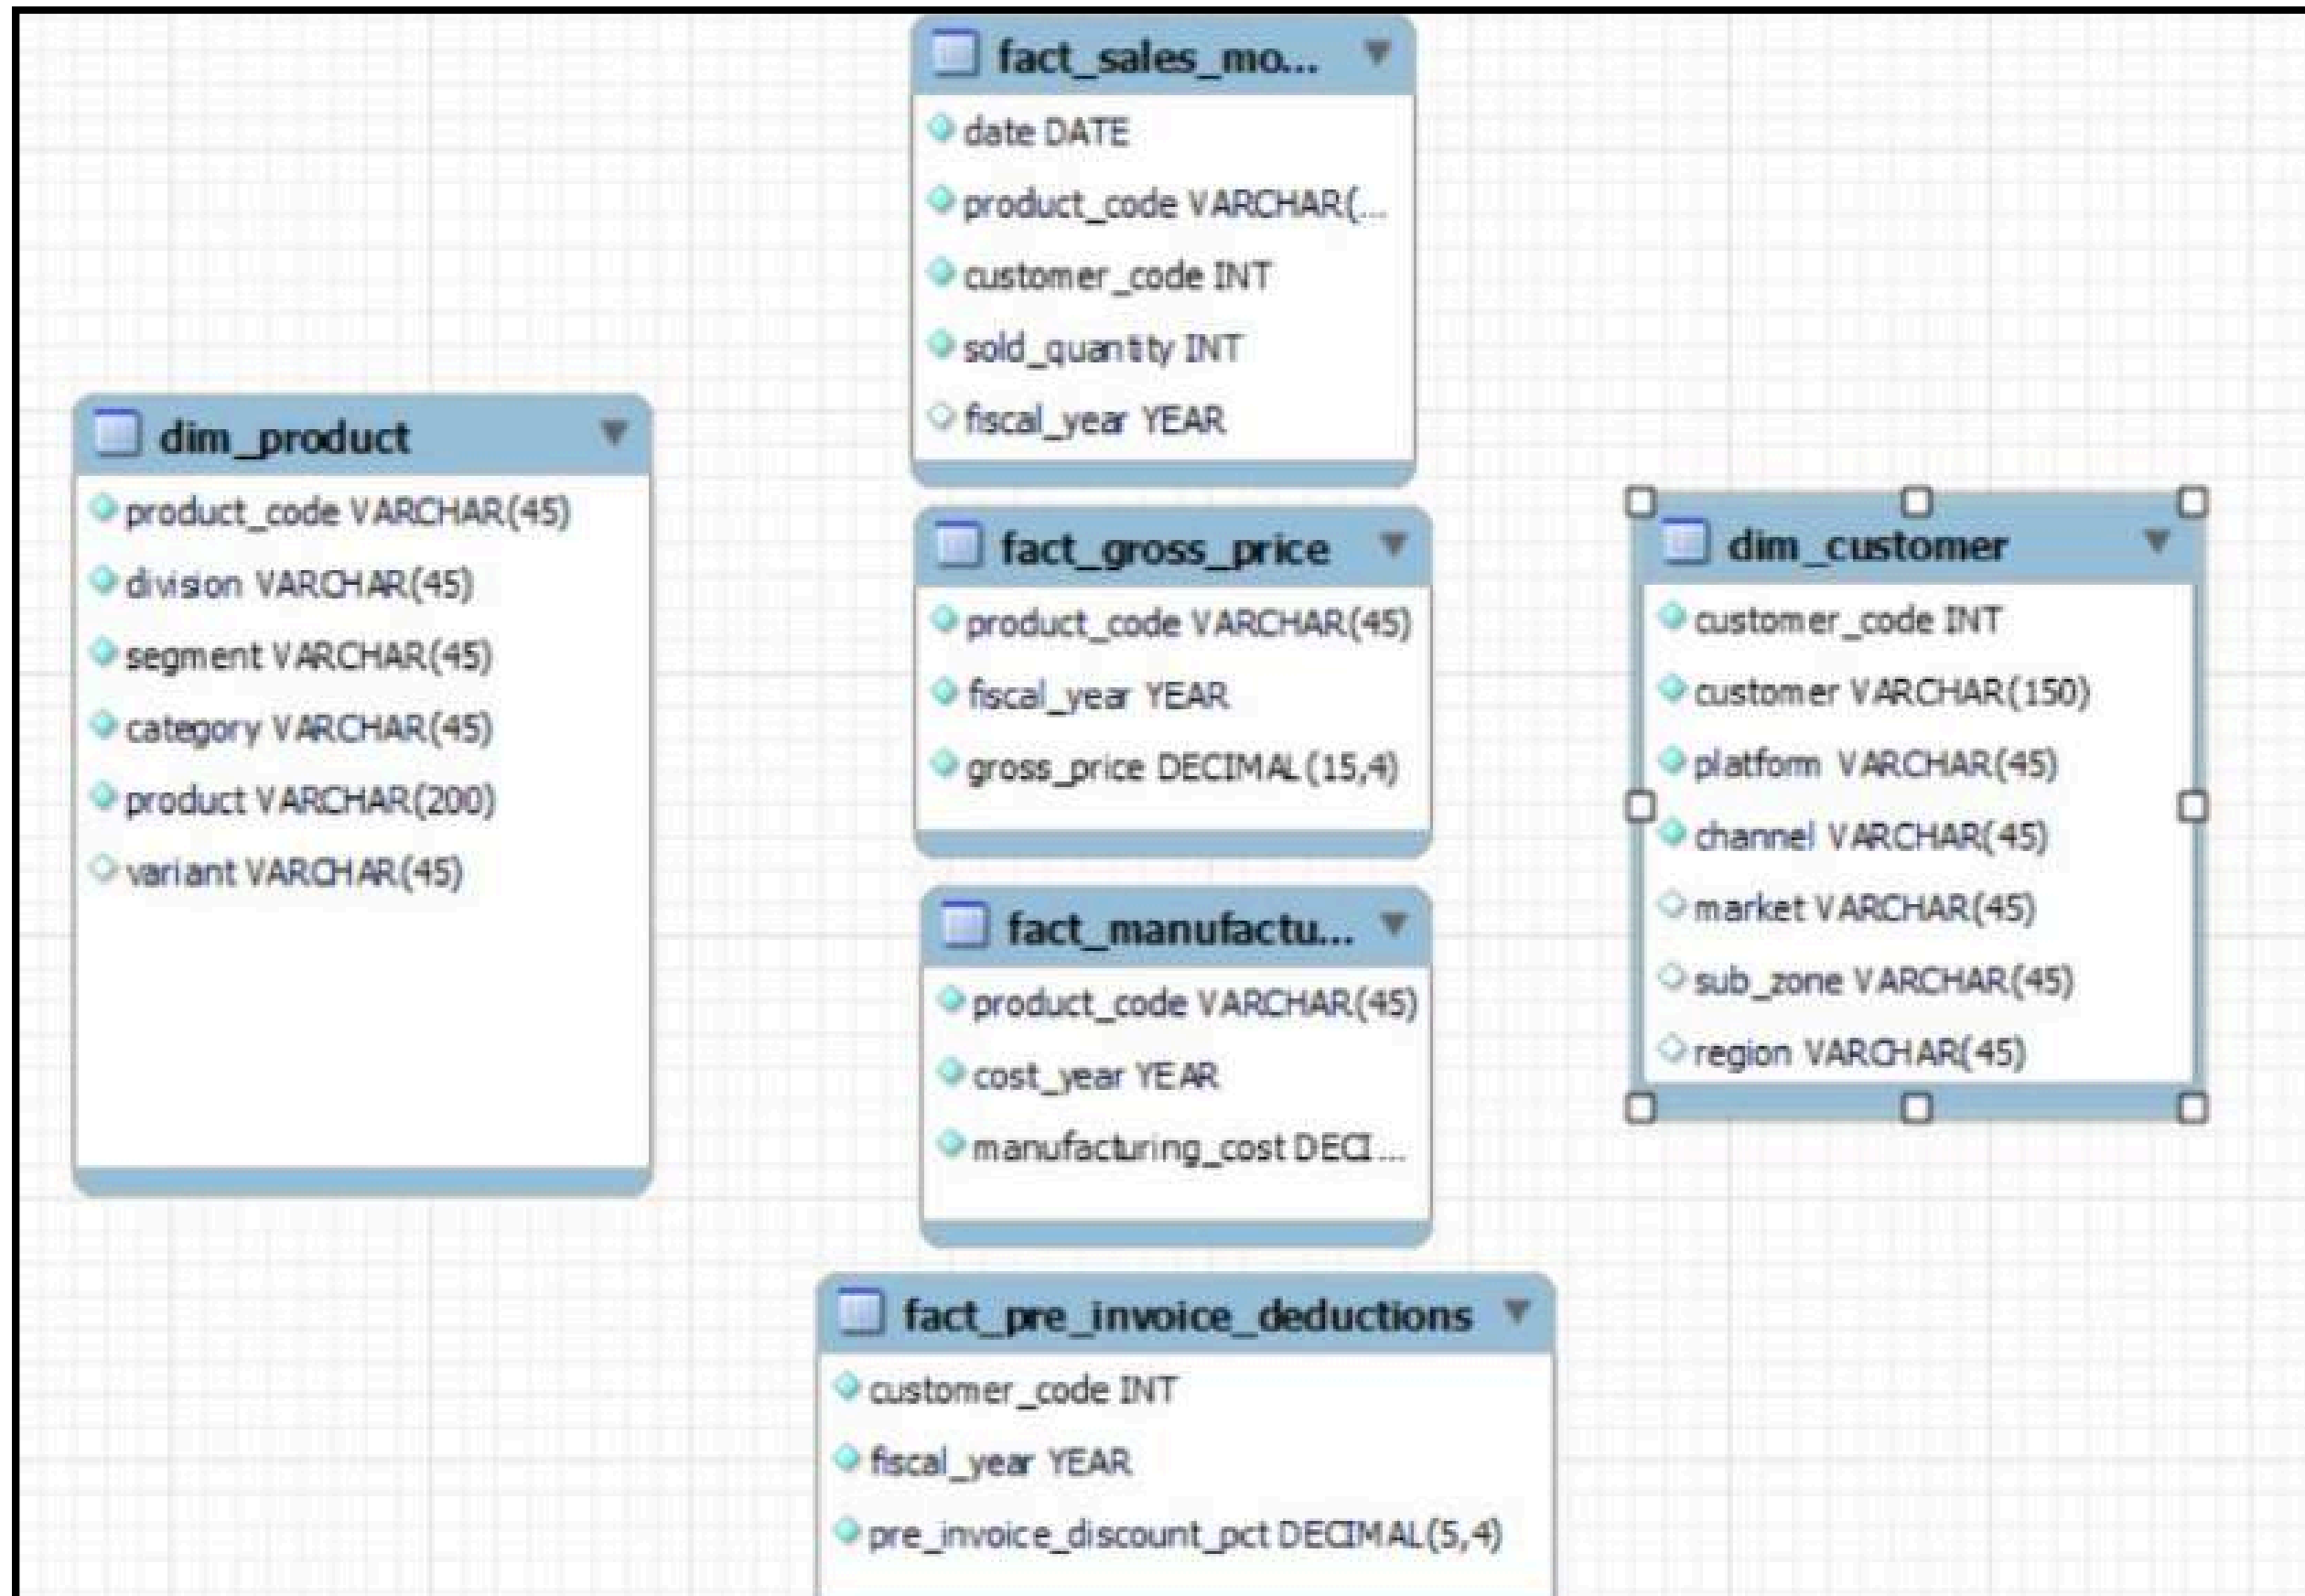 fact_sales_mo...
date DATE
product_code VARCHAR(...
customer_code INT
sold_quantity INT
fiscal_year YEAR
dim_product
product_code VARCHAR(45)
division VARCHAR(45)
segment VARCHAR(45)
category VARCHAR(45)
product VARCHAR(200)
variant VARCHAR(45)
fact_gross_price
product_code VARCHAR(45)
fiscal_year YEAR
gross_price DECIMAL(15,4)
dim_customer
customer_code INT
customer VARCHAR(150)
platform VARCHAR(45)
channel VARCHAR(45)
market VARCHAR(45)
sub_zone VARCHAR(45)
region VARCHAR(45)
fact_manufactu...
product_code VARCHAR(45)
cost_year YEAR
manufacturing_cost DECI...
fact_pre_invoice_deductions
customer_code INT
fiscal_year YEAR
pre_invoice_discount_pct DECIMAL(5,4)